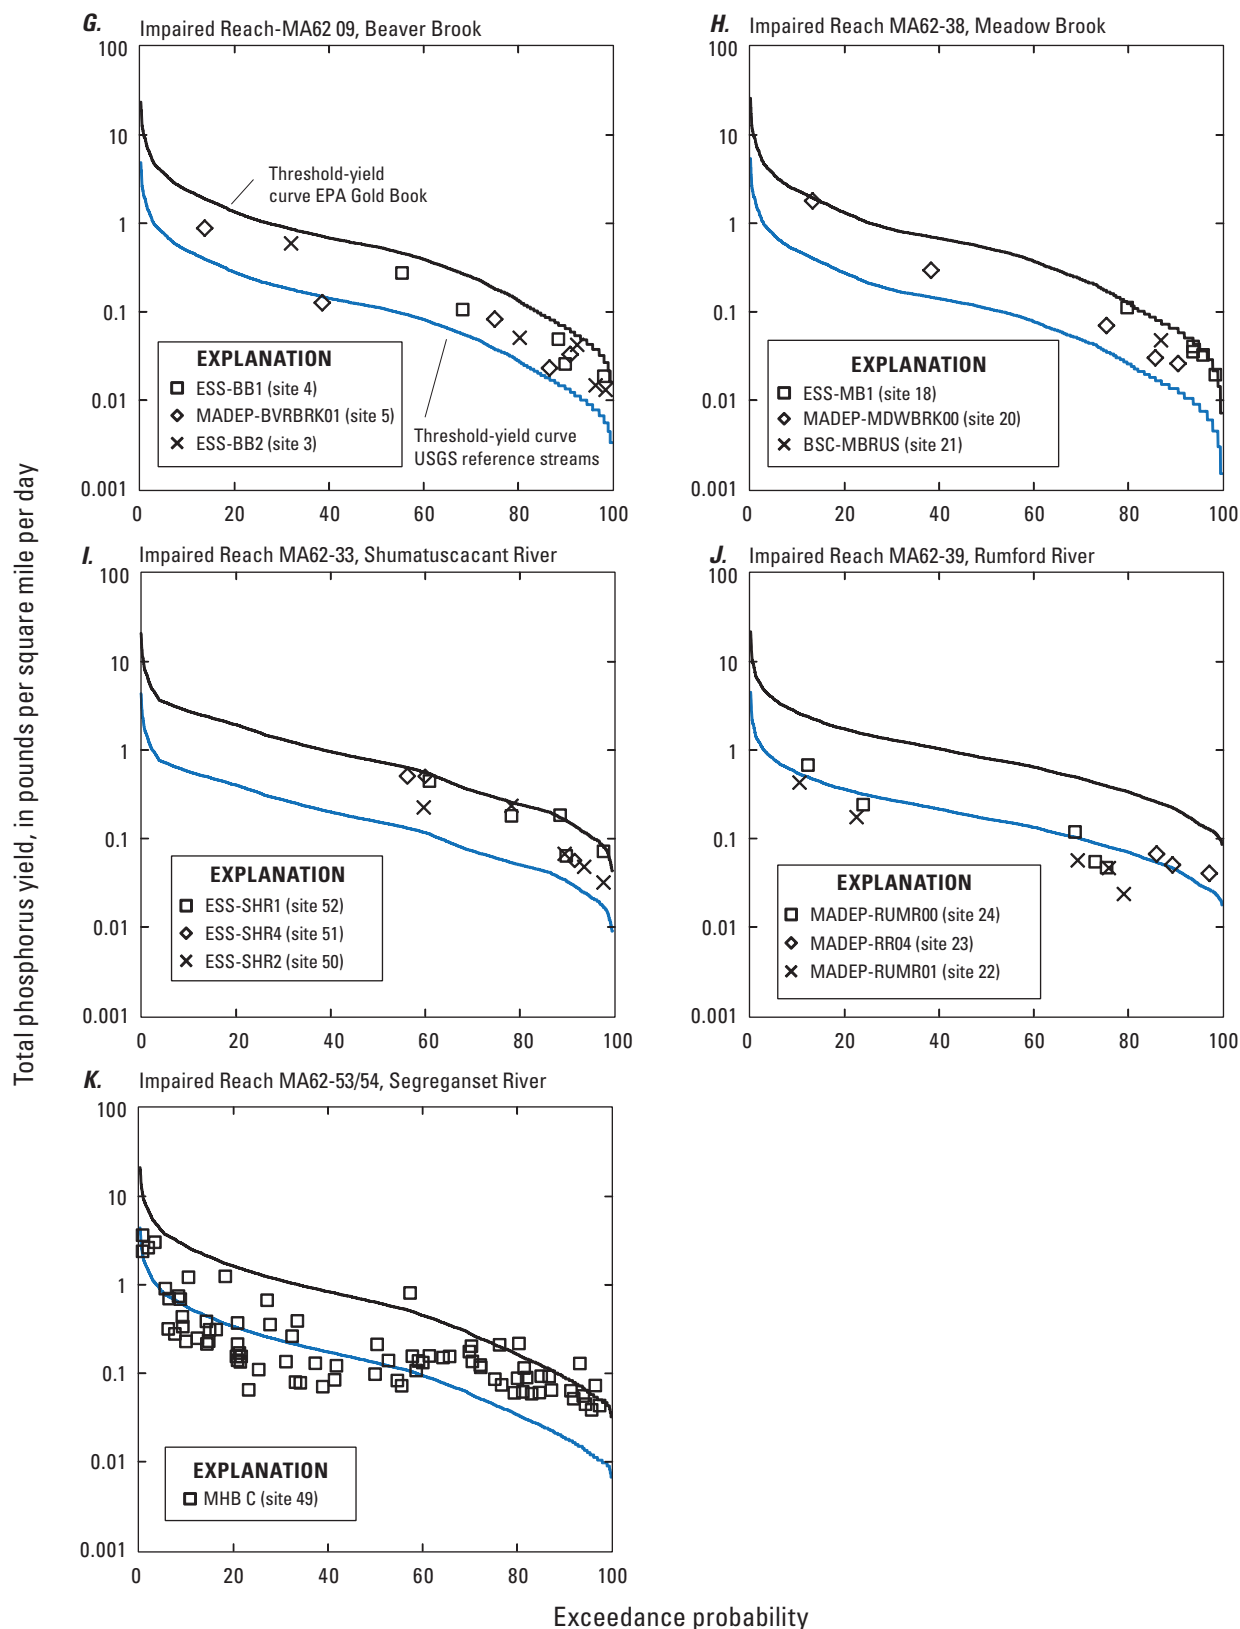 G. Impaired Reach-MA62 09, Beaver Brook
100
10
1
0.1
0.01
0.001
0 20 40 60 80 100
Threshold-yield
curve EPA Gold Book
EXPLANATION
ESS-BB1 (site 4)
MADEP-BVRBRK01 (site 5)
ESS-BB2 (site 3)
Threshold-yield curve
USGS reference streams
H. Impaired Reach MA62-38, Meadow Brook
100
10
1
0.1
0.01
0.001
0 20 40 60 80 100
EXPLANATION
ESS-MB1 (site 18)
MADEP-MDWBRK00 (site 20)
BSC-MBRUS (site 21)
I. Impaired Reach MA62-33, Shumatuscacant River
100
10
1
0.1
0.01
0.001
0 20 40 60 80 100
EXPLANATION
ESS-SHR1 (site 52)
ESS-SHR4 (site 51)
ESS-SHR2 (site 50)
J. Impaired Reach MA62-39, Rumford River
100
10
1
0.1
0.01
0.001
0 20 40 60 80 100
EXPLANATION
MADEP-RUMR00 (site 24)
MADEP-RR04 (site 23)
MADEP-RUMR01 (site 22)
K. Impaired Reach MA62-53/54, Segreganset River
100
10
1
0.1
0.01
0.001
0 20 40 60 80 100
EXPLANATION
MHB C (site 49)
Total phosphorus yield, in pounds per square mile per day
Exceedance probability